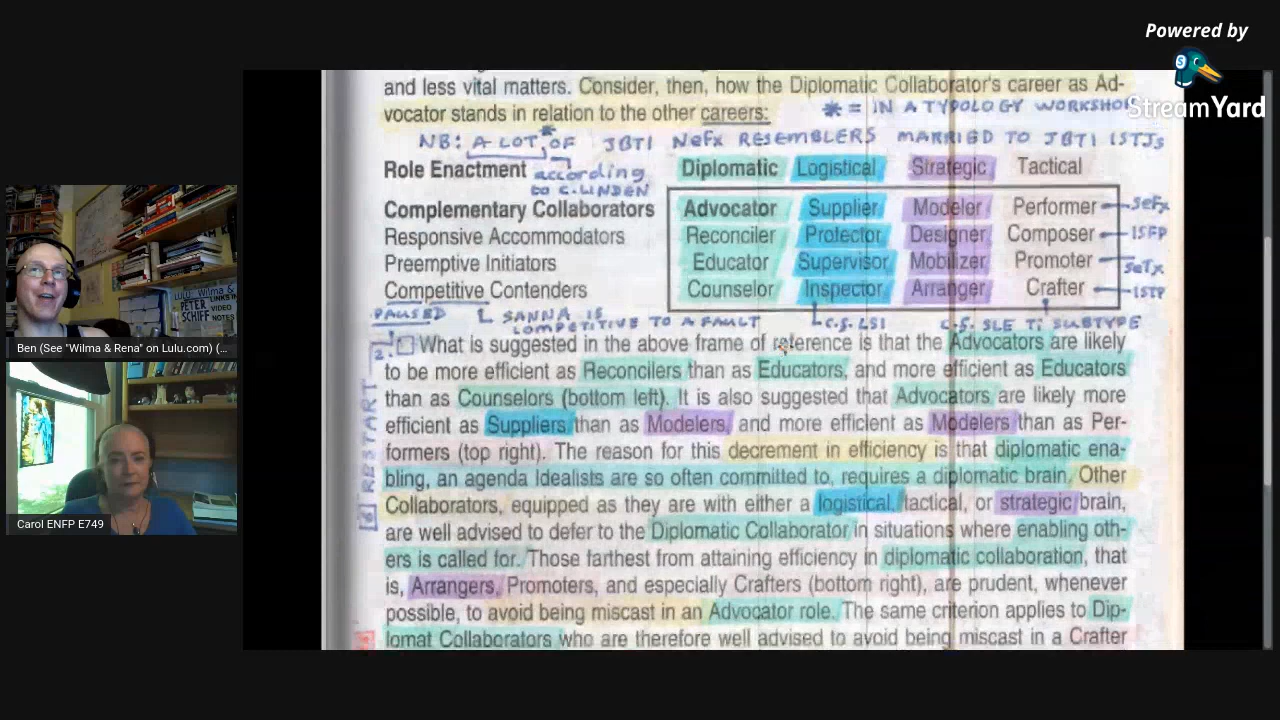 Powered by
StreamYard
and less vital matters. Consider, then, how the Diplomatic Collaborator's career as Ad-
vocator stands in relation to the other careers:
* = IN A TYPOLOGY WORKSHOP
NB: A LOT* OF JBTI NeFx RESEMBLERS MARRIED TO JBTI ISTJs
according
to C. LINDEN
Role Enactment Diplomatic Logistical Strategic Tactical
Complementary Collaborators Advocator Supplier Modeler Performer SeFx
Responsive Accommodators Reconciler Protector Designer Composer ISFP
Preemptive Initiators Educator Supervisor Mobilizer Promoter SeTx
Competitive Contenders Counselor Inspector Arranger Crafter ISTP
PAUSED SANNA IS
COMPETITIVE TO A FAULT C.S. LSI C.S. SLE Ti SUBTYPE
2. What is suggested in the above frame of reference is that the Advocators are likely
to be more efficient as Reconcilers than as Educators, and more efficient as Educators
than as Counselors (bottom left). It is also suggested that Advocators are likely more
efficient as Suppliers than as Modelers, and more efficient as Modelers than as Per-
formers (top right). The reason for this decrement in efficiency is that diplomatic ena-
bling, an agenda Idealists are so often committed to, requires a diplomatic brain. Other
Collaborators, equipped as they are with either a logistical, tactical, or strategic brain,
are well advised to defer to the Diplomatic Collaborator in situations where enabling oth-
ers is called for. Those farthest from attaining efficiency in diplomatic collaboration, that
is, Arrangers, Promoters, and especially Crafters (bottom right), are prudent, whenever
possible, to avoid being miscast in an Advocator role. The same criterion applies to Dip-
lomat Collaborators who are therefore well advised to avoid being miscast in a Crafter
RESTART
LULU: Wilma &
PETER
SCHIFF
LINKS IN
VIDEO
NOTES
Ben (See "Wilma & Rena" on Lulu.com) (...
Carol ENFP E749